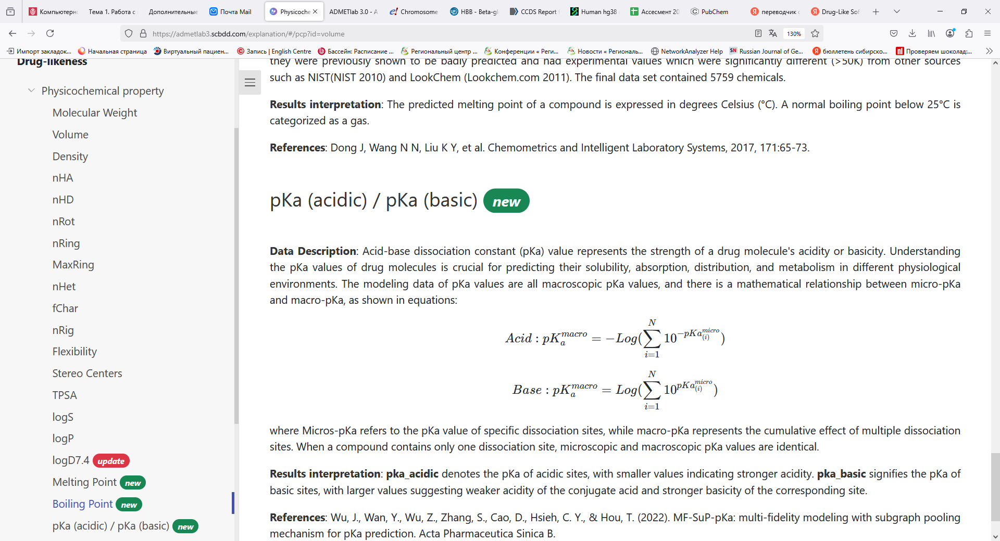 Компьютерн
Тема 1. Работа с
Дополнительные
Почта Mail
Physicoche
ADMETlab 3.0 - A
Chromosome
HBB - Beta-gl
CCDS Report
Human hg38
Ассесмент 20
PubChem
переводчик
Drug-Like Sof
https://admetlab3.scbdd.com/explanation/#/pcp?id=volume
130%
Импорт закладок...
Начальная страница
Виртуальный пациен...
Запись | English Centre
Бассейн: Расписание ...
Региональный центр ...
Конференции « Реги...
Новости « Региональ...
NetworkAnalyzer Help
Russian Journal of Ge...
бюллетень сибирско...
Проверяем шоколад:...
Drug-likeness
Physicochemical property
Molecular Weight
Volume
Density
nHA
nHD
nRot
nRing
MaxRing
nHet
fChar
nRig
Flexibility
Stereo Centers
TPSA
logS
logP
logD7.4 update
Melting Point new
Boiling Point new
pKa (acidic) / pKa (basic) new
they were previously shown to be badly predicted and had experimental values which were significantly different (>50K) from other sources
such as NIST(NIST 2010) and LookChem (Lookchem.com 2011). The final data set contained 5759 chemicals.
Results interpretation: The predicted melting point of a compound is expressed in degrees Celsius (°C). A normal boiling point below 25°C is
categorized as a gas.
References: Dong J, Wang N N, Liu K Y, et al. Chemometrics and Intelligent Laboratory Systems, 2017, 171:65-73.
pKa (acidic) / pKa (basic) new
Data Description: Acid-base dissociation constant (pKa) value represents the strength of a drug molecule's acidity or basicity. Understanding
the pKa values of drug molecules is crucial for predicting their solubility, absorption, distribution, and metabolism in different physiological
environments. The modeling data of pKa values are all macroscopic pKa values, and there is a mathematical relationship between micro-pKa
and macro-pKa, as shown in equations:
Acid : pK_a^{macro} = −Log(∑_{i=1}^{N} 10^{−pKa_{(i)}^{micro}})
Base : pK_a^{macro} = Log(∑_{i=1}^{N} 10^{pKa_{(i)}^{micro}})
where Micros-pKa refers to the pKa value of specific dissociation sites, while macro-pKa represents the cumulative effect of multiple dissociation
sites. When a compound contains only one dissociation site, microscopic and macroscopic pKa values are identical.
Results interpretation: pka_acidic denotes the pKa of acidic sites, with smaller values indicating stronger acidity. pka_basic signifies the pKa of
basic sites, with larger values suggesting weaker acidity of the conjugate acid and stronger basicity of the corresponding site.
References: Wu, J., Wan, Y., Wu, Z., Zhang, S., Cao, D., Hsieh, C. Y., & Hou, T. (2022). MF-SuP-pKa: multi-fidelity modeling with subgraph pooling
mechanism for pKa prediction. Acta Pharmaceutica Sinica B.